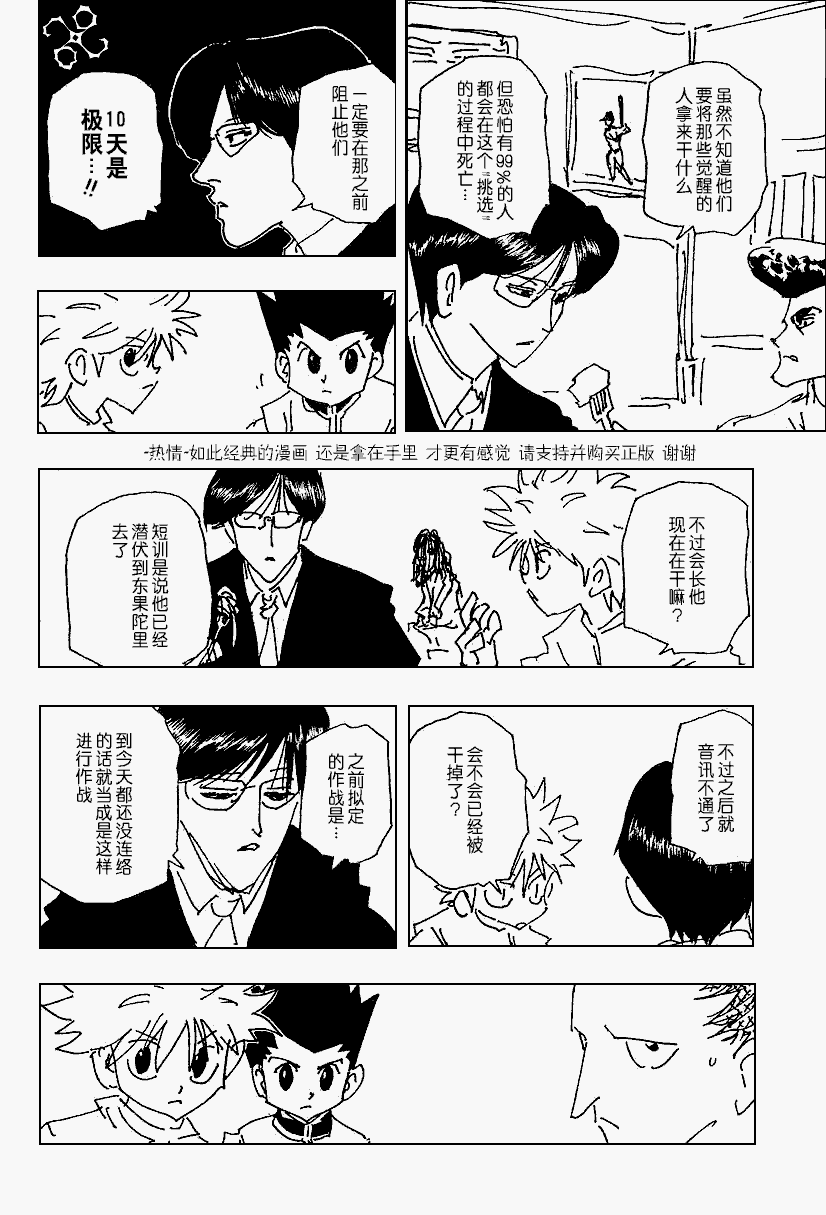 虽然不知道他们
要将那些觉醒的
人拿来干什么
但恐怕有99%的人
都会在这个"挑选"
的过程中死亡…
一定要在那之前
阻止他们
10天是
极限…!!
-热情-如此经典的漫画 还是拿在手里 才更有感觉 请支持并购买正版 谢谢
不过会长他
现在在干嘛?
短训是说他已经
潜伏到东果陀里
去了
不过之后就
音讯不通了
会不会已经被
干掉了?
之前拟定
的作战是…
到今天都还没连络
的话就当成是这样
进行作战